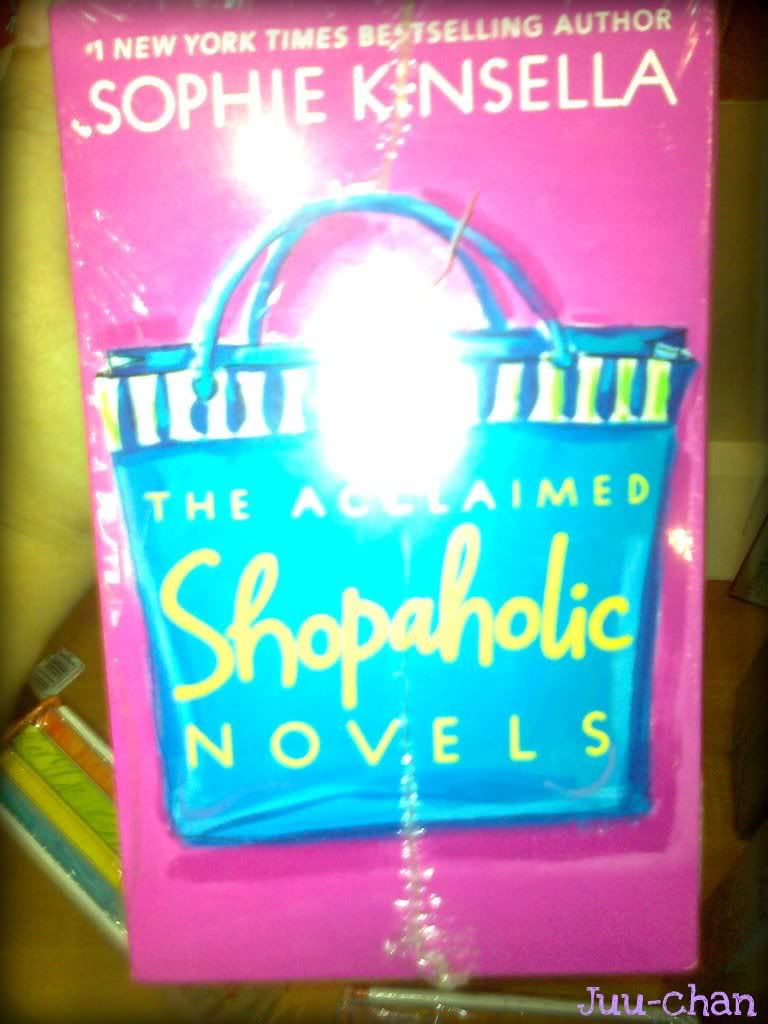 #1 NEW YORK TIMES BESTSELLING AUTHOR
SOPHIE KINSELLA
THE ACCLAIMED
Shopaholic
NOVELS
Juu-chan